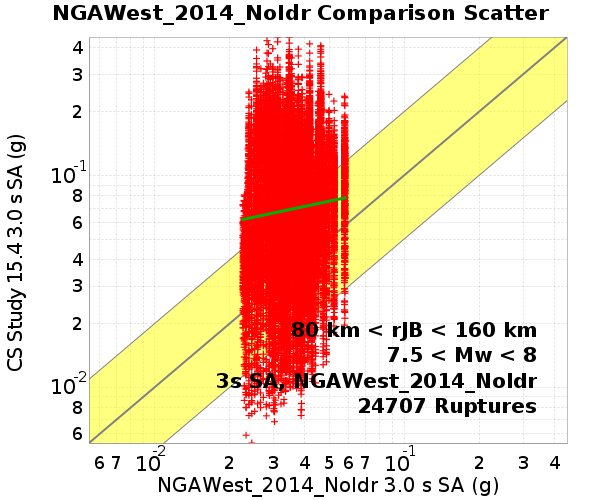 NGAWest_2014_NoIdr Comparison Scatter
CS Study 15.4 3.0 s SA (g)
4
3
2
10^-1
8
6
4
3
2
10^-2
8
6
80 km < rJB < 160 km
7.5 < Mw < 8
3s SA, NGAWest_2014_NoIdr
24707 Ruptures
6 7 10^-2 2 3 4 5 6 7 10^-1 2 3 4
NGAWest_2014_NoIdr 3.0 s SA (g)